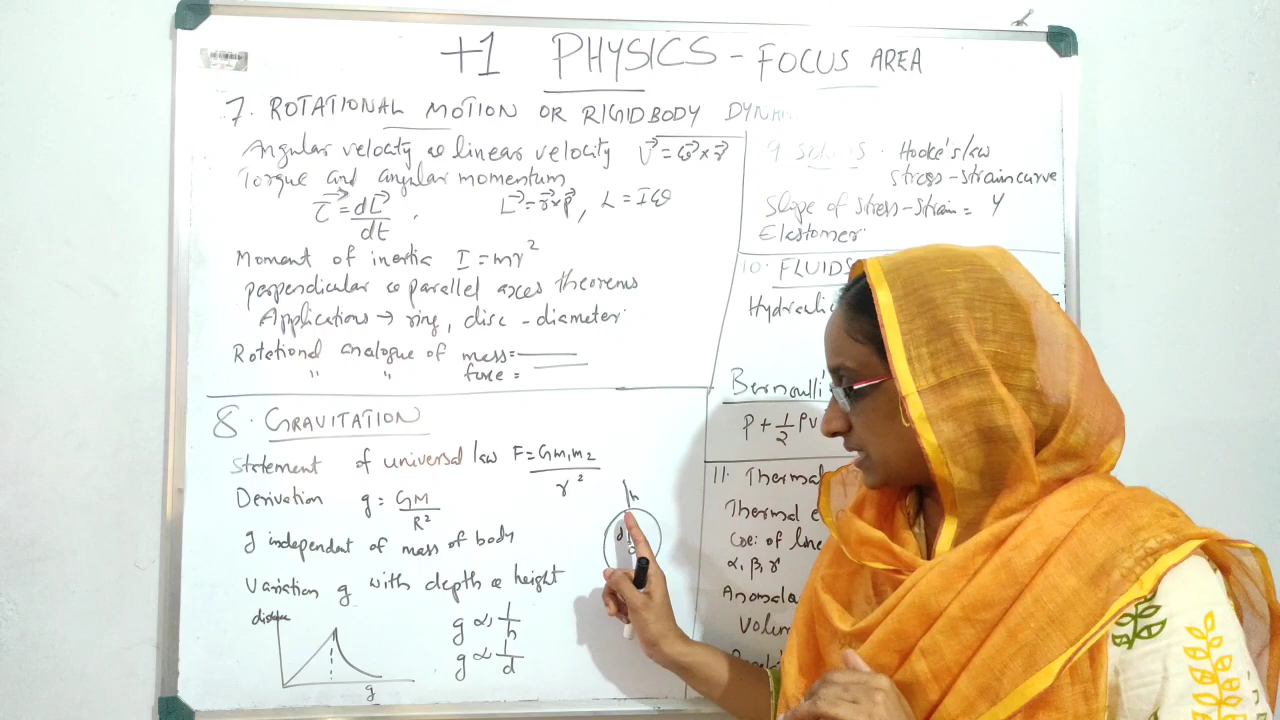 +1 PHYSICS - FOCUS AREA
7. ROTATIONAL MOTION OR RIGIDBODY DYN
Angular velocity & linear velocity V⃗ = ω⃗ × r⃗
Torque and angular momentum
τ⃗ = dL⃗/dt , L⃗ = r⃗×p⃗ , L = Iω
Moment of inertia I = mr²
perpendicular & parallel axes theorems
Applications → ring, disc - diameter
Rotational analogue of mass =
" " force =
8. GRAVITATION
Statement of universal law F = Gm₁m₂/r²
Derivation g = GM/R²
g independent of mass of body
Variation g with depth & height
g ∝ 1/h
g ∝ 1/d
distance
g
h
d
9 SOLIDS . Hooke's law
Stress-strain curve
Slope of stress-strain = Y
Elastomer
10. FLUIDS
Hydraulic
Bernoulli's
P + 1/2 ρv
11. Thermal
Thermal e
Coe: of line
α, β, γ
Anomalo
Volum